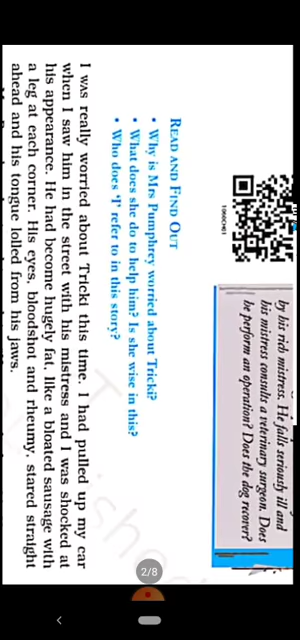 by his rich mistress. He falls seriously ill and
his mistress consults a veterinary surgeon. Does
he perform an operation? Does the dog recover?
1060CH01
READ AND FIND OUT
• Why is Mrs Pumphrey worried about Tricki?
• What does she do to help him? Is she wise in this?
• Who does 'I' refer to in this story?
I was really worried about Tricki this time. I had pulled up my car
when I saw him in the street with his mistress and I was shocked at
his appearance. He had become hugely fat, like a bloated sausage with
a leg at each corner. His eyes, bloodshot and rheumy, stared straight
ahead and his tongue lolled from his jaws.
2/8